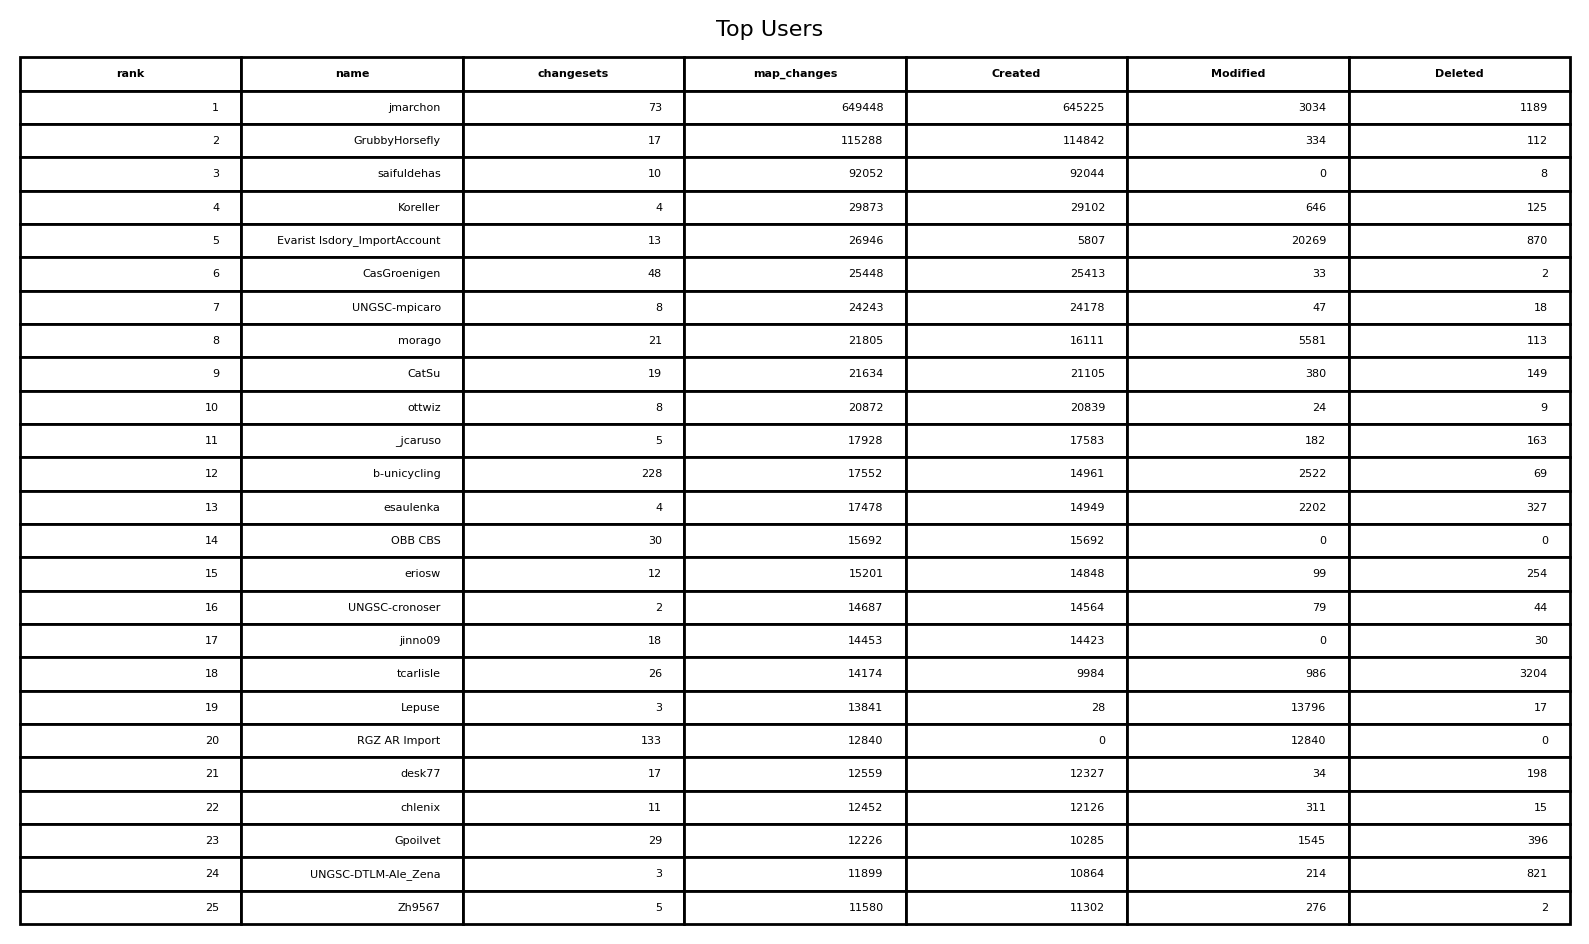 Top Users
rank name changesets map_changes Created Modified Deleted
1 jmarchon 73 649448 645225 3034 1189
2 GrubbyHorsefly 17 115288 114842 334 112
3 saifuldehas 10 92052 92044 0 8
4 Koreller 4 29873 29102 646 125
5 Evarist Isdory_ImportAccount 13 26946 5807 20269 870
6 CasGroenigen 48 25448 25413 33 2
7 UNGSC-mpicaro 8 24243 24178 47 18
8 morago 21 21805 16111 5581 113
9 CatSu 19 21634 21105 380 149
10 ottwiz 8 20872 20839 24 9
11 _jcaruso 5 17928 17583 182 163
12 b-unicycling 228 17552 14961 2522 69
13 esaulenka 4 17478 14949 2202 327
14 OBB CBS 30 15692 15692 0 0
15 eriosw 12 15201 14848 99 254
16 UNGSC-cronoser 2 14687 14564 79 44
17 jinno09 18 14453 14423 0 30
18 tcarlisle 26 14174 9984 986 3204
19 Lepuse 3 13841 28 13796 17
20 RGZ AR Import 133 12840 0 12840 0
21 desk77 17 12559 12327 34 198
22 chlenix 11 12452 12126 311 15
23 Gpoilvet 29 12226 10285 1545 396
24 UNGSC-DTLM-Ale_Zena 3 11899 10864 214 821
25 Zh9567 5 11580 11302 276 2